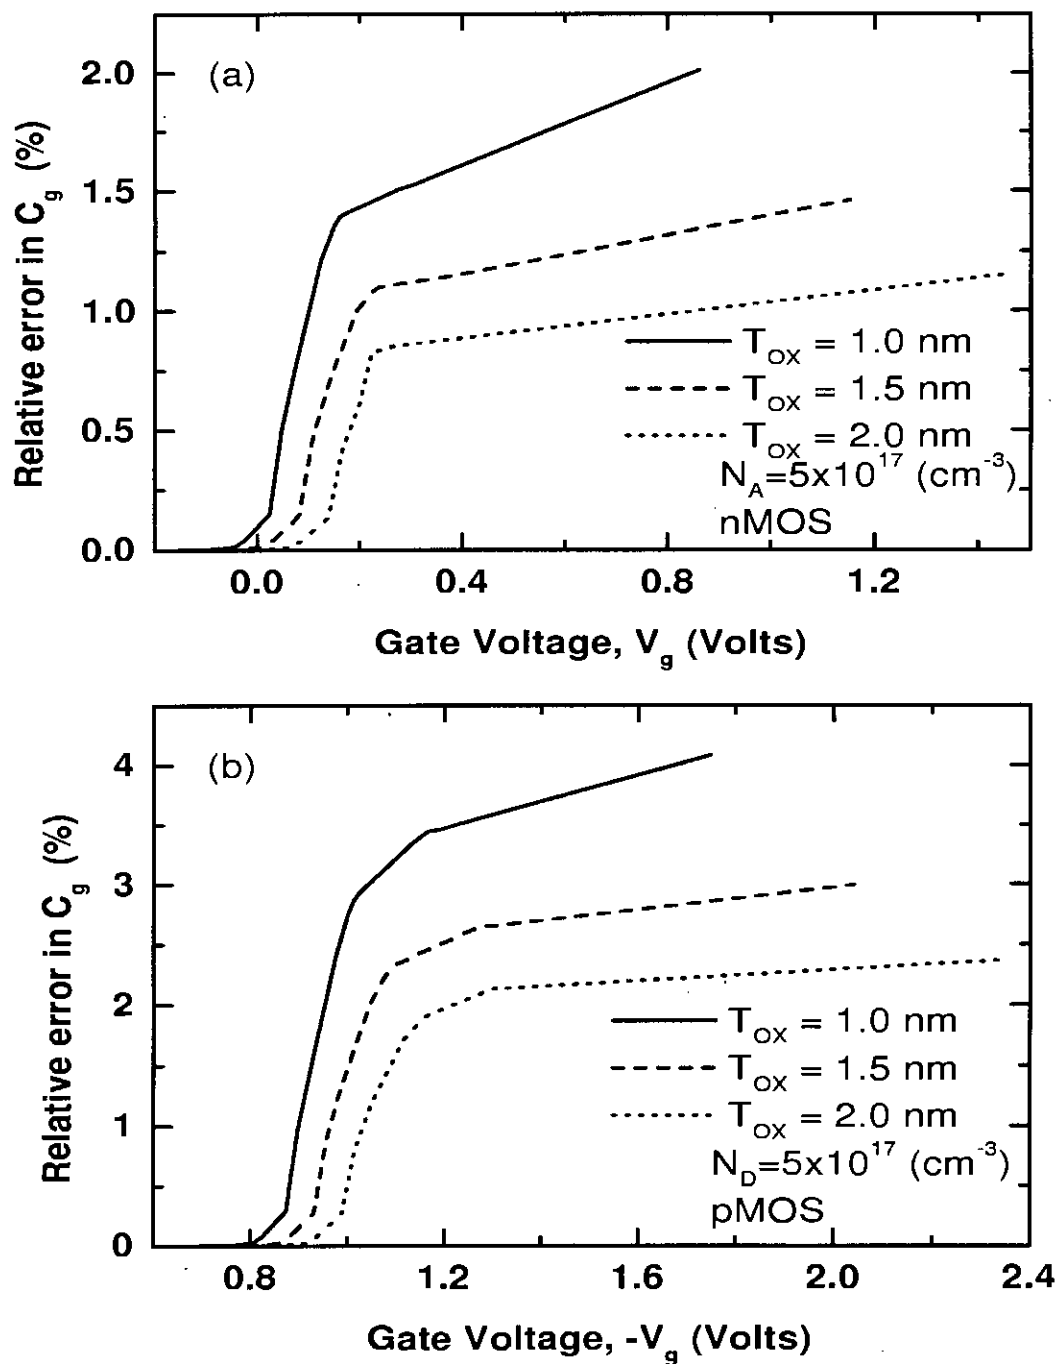 (a)
Relative error in C_g (%)
2.0
1.5
1.0
0.5
0.0
T_OX = 1.0 nm
T_OX = 1.5 nm
T_OX = 2.0 nm
N_A=5x10^17 (cm^-3)
nMOS
0.0 0.4 0.8 1.2
Gate Voltage, V_g (Volts)
(b)
Relative error in C_g (%)
4
3
2
1
0
T_OX = 1.0 nm
T_OX = 1.5 nm
T_OX = 2.0 nm
N_D=5x10^17 (cm^-3)
pMOS
0.8 1.2 1.6 2.0 2.4
Gate Voltage, -V_g (Volts)